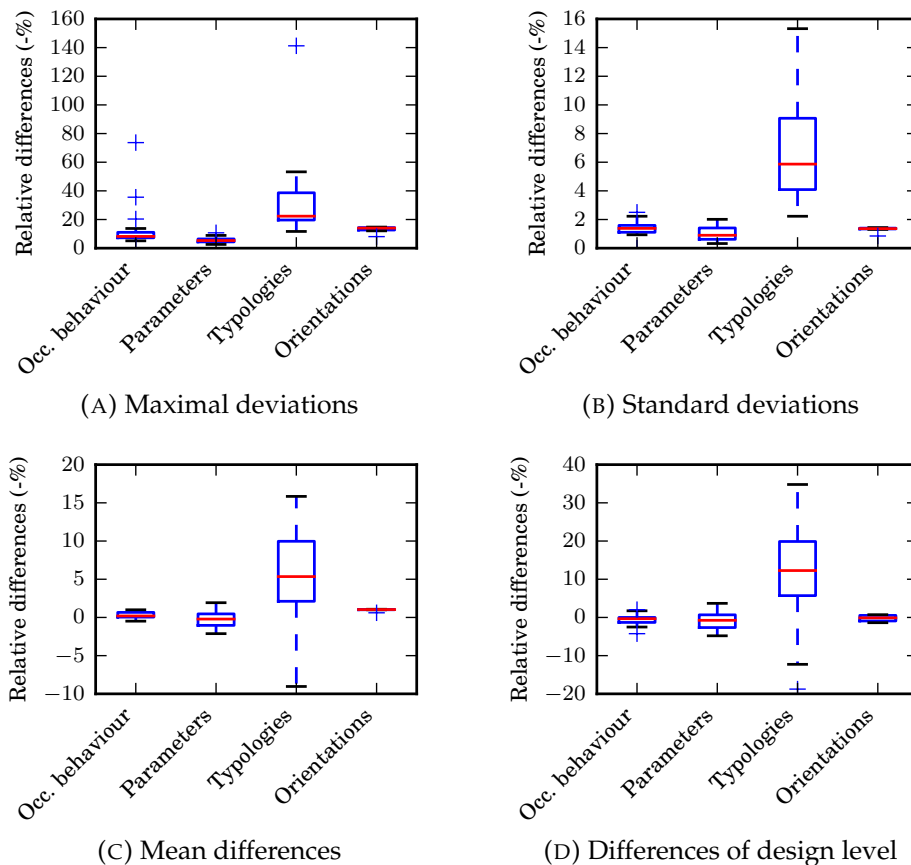 Relative differences (-%)
160
140
120
100
80
60
40
20
0
Occ. behaviour
Parameters
Typologies
Orientations
(A) Maximal deviations
Relative differences (-%)
16
14
12
10
8
6
4
2
0
Occ. behaviour
Parameters
Typologies
Orientations
(B) Standard deviations
Relative differences (-%)
20
15
10
5
0
−5
−10
Occ. behaviour
Parameters
Typologies
Orientations
(C) Mean differences
Relative differences (-%)
40
30
20
10
0
−10
−20
Occ. behaviour
Parameters
Typologies
Orientations
(D) Differences of design level